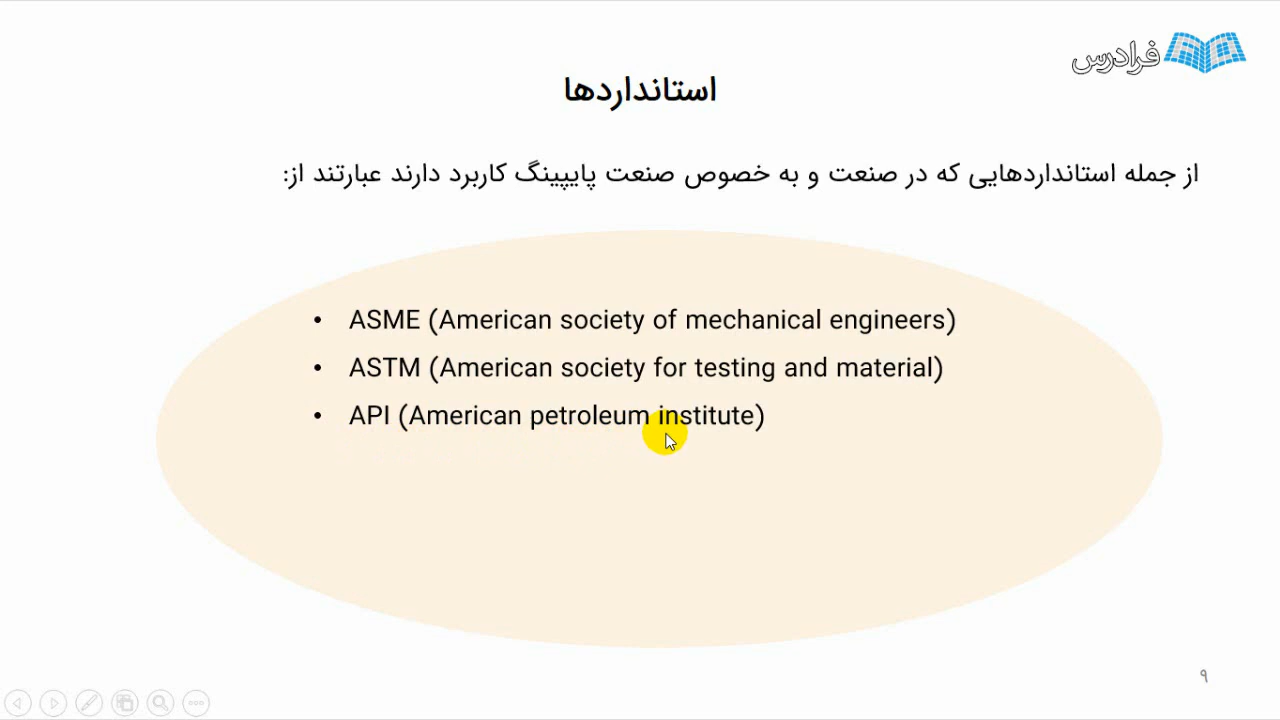 فرادرس
استانداردها
از جمله استانداردهایی که در صنعت و به خصوص صنعت پایپینگ کاربرد دارند عبارتند از:
• ASME (American society of mechanical engineers)
• ASTM (American society for testing and material)
• API (American petroleum institute)
۹